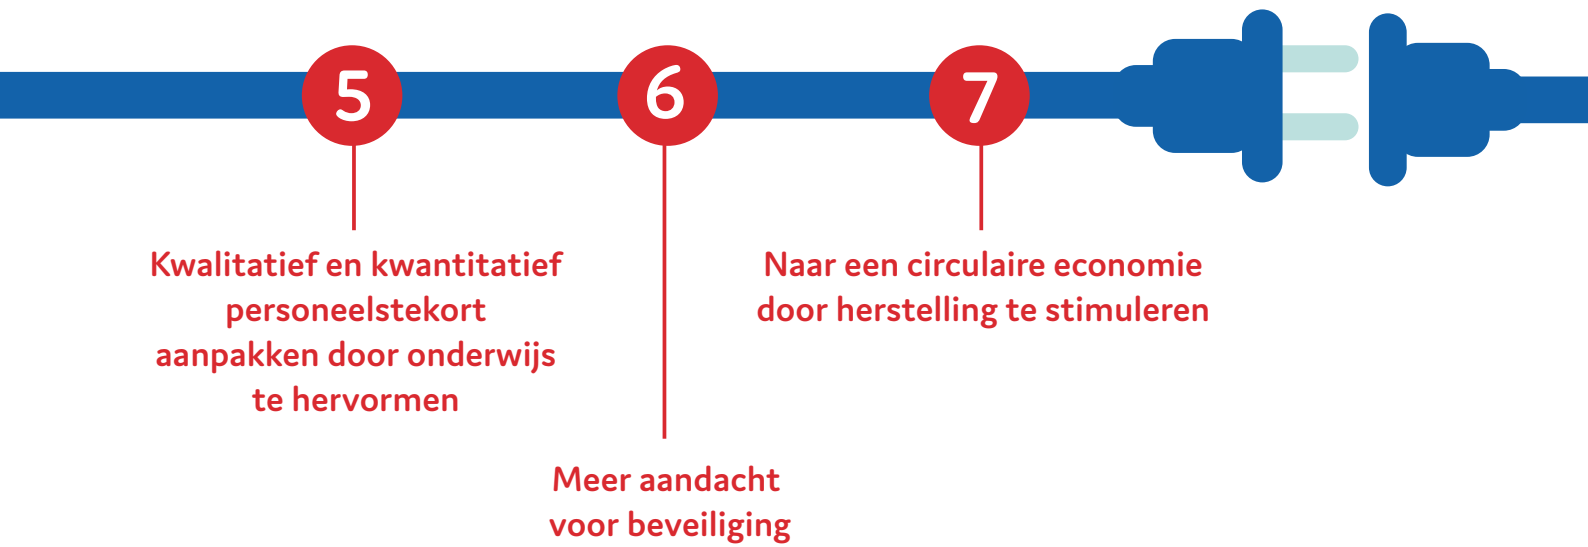 5
6
7
Kwalitatief en kwantitatief
personeelstekort
aanpakken door onderwijs
te hervormen
Meer aandacht
voor beveiliging
Naar een circulaire economie
door herstelling te stimuleren